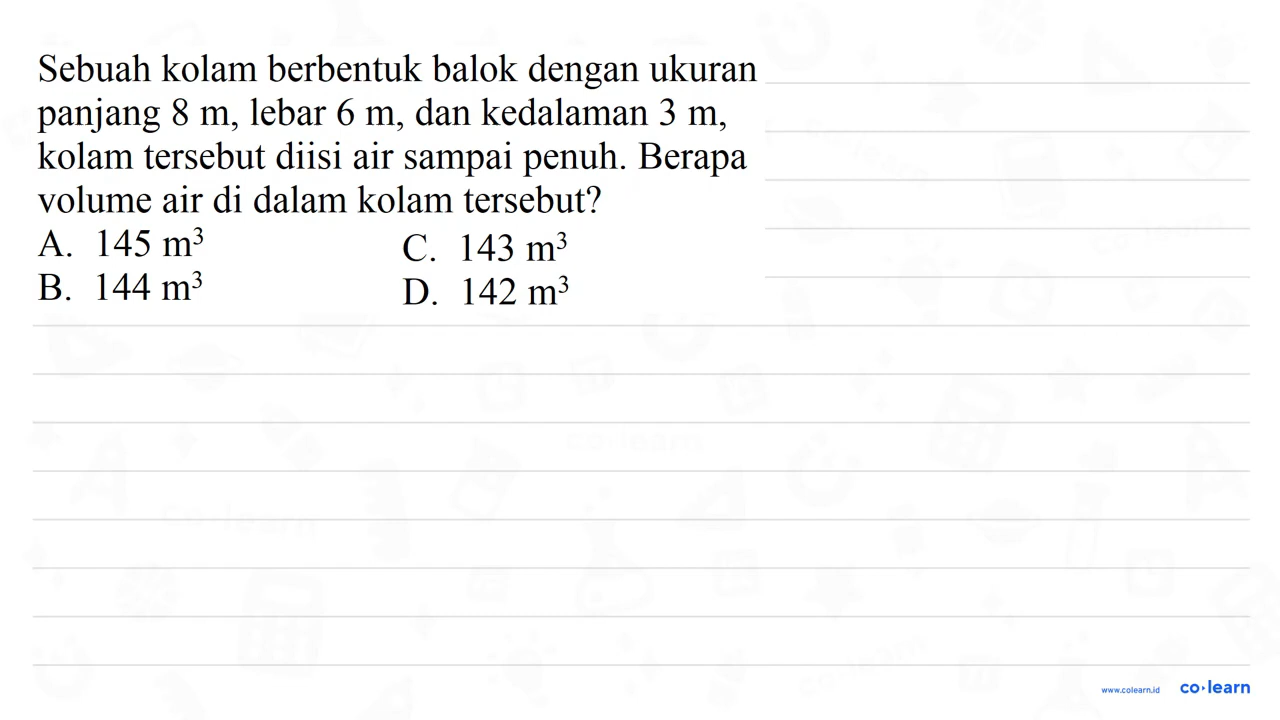 Sebuah kolam berbentuk balok dengan ukuran
panjang 8 m, lebar 6 m, dan kedalaman 3 m,
kolam tersebut diisi air sampai penuh. Berapa
volume air di dalam kolam tersebut?
A. 145 m³ C. 143 m³
B. 144 m³ D. 142 m³
www.colearn.id co·learn